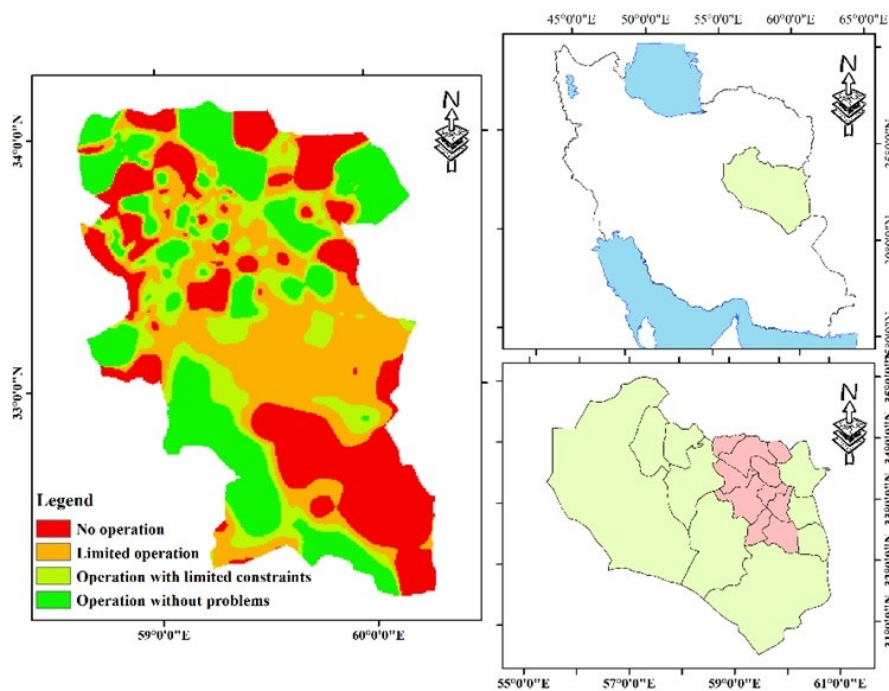 N
34°0'0"N
33°0'0"N
Legend
No operation
Limited operation
Operation with limited constraints
Operation without problems
59°0'0"E
60°0'0"E
45°0'0"E
50°0'0"E
55°0'0"E
60°0'0"E
65°0'0"E
N
N
55°0'0"E
57°0'0"E
59°0'0"E
61°0'0"E